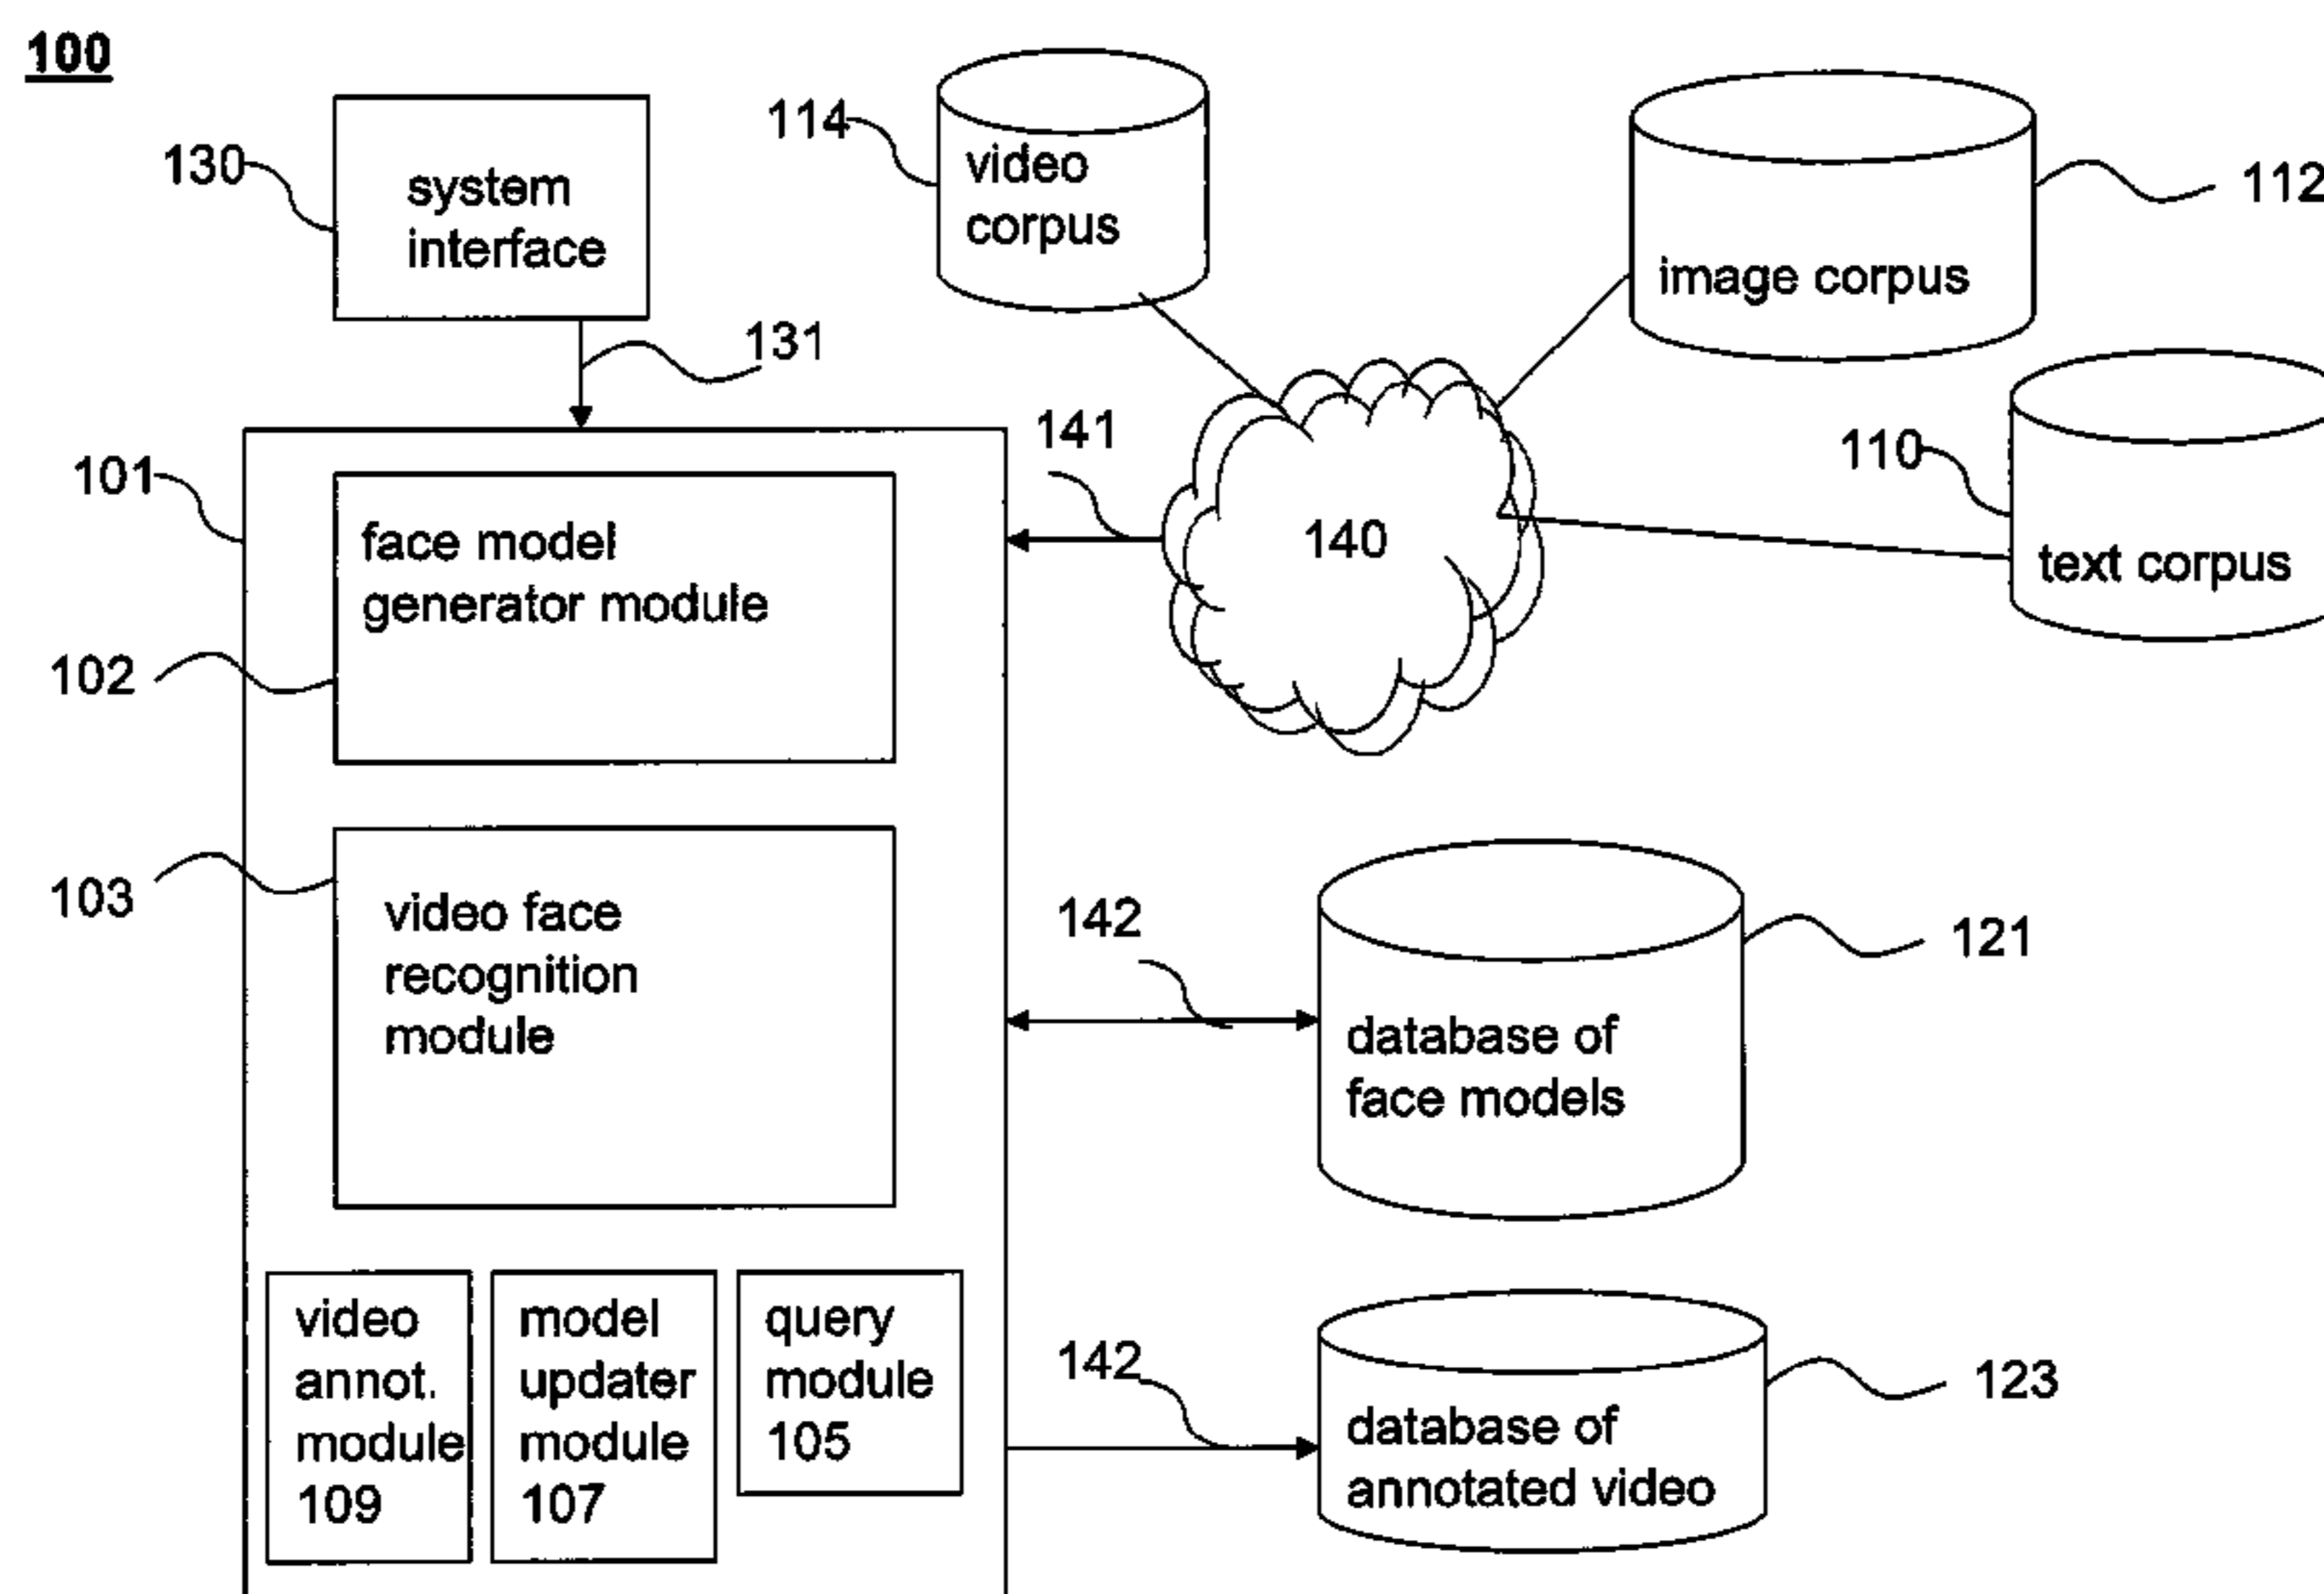 100
system
interface
130
131
114
video
corpus
112
image corpus
110
text corpus
141
140
101
face model
generator module
102
103
video face
recognition
module
142
121
database of
face models
video
annot.
module
109
model
updater
module
107
query
module
105
142
123
database of
annotated video